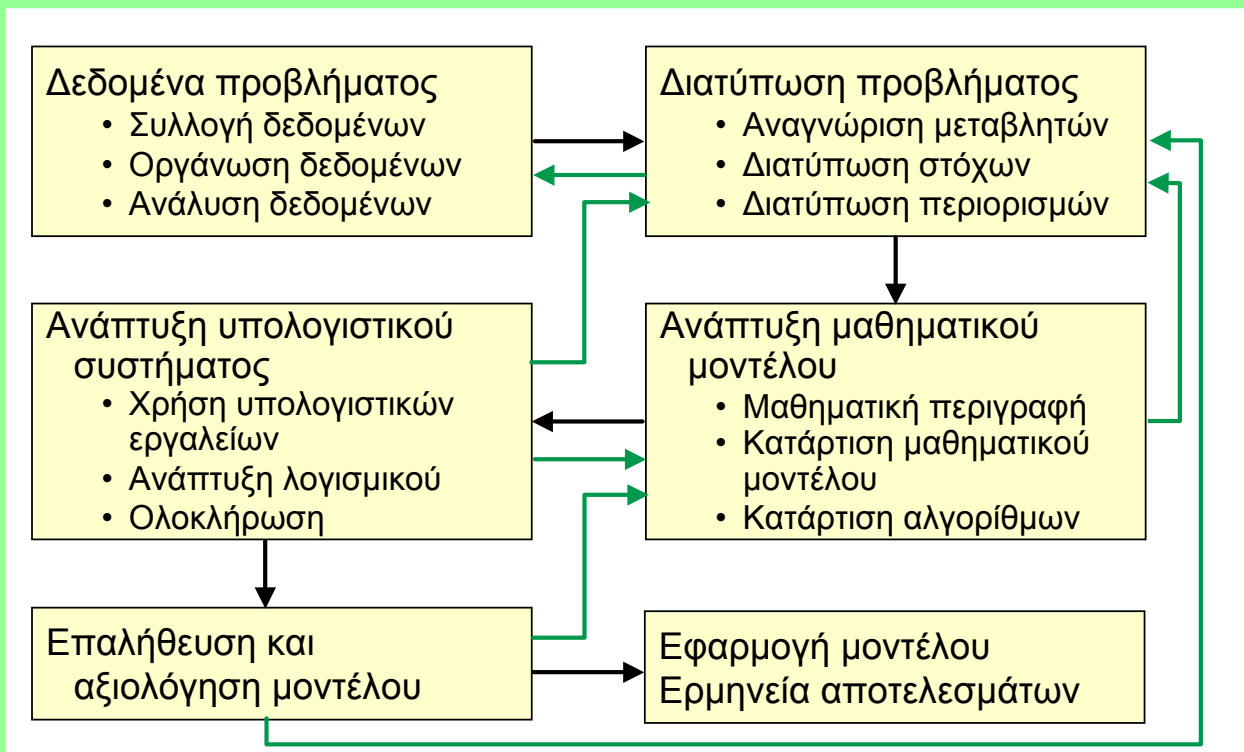 Δεδομένα προβλήματος
• Συλλογή δεδομένων
• Οργάνωση δεδομένων
• Ανάλυση δεδομένων
Διατύπωση προβλήματος
• Αναγνώριση μεταβλητών
• Διατύπωση στόχων
• Διατύπωση περιορισμών
Ανάπτυξη υπολογιστικού
συστήματος
• Χρήση υπολογιστικών
εργαλείων
• Ανάπτυξη λογισμικού
• Ολοκλήρωση
Ανάπτυξη μαθηματικού
μοντέλου
• Μαθηματική περιγραφή
• Κατάρτιση μαθηματικού
μοντέλου
• Κατάρτιση αλγορίθμων
Επαλήθευση και
αξιολόγηση μοντέλου
Εφαρμογή μοντέλου
Ερμηνεία αποτελεσμάτων